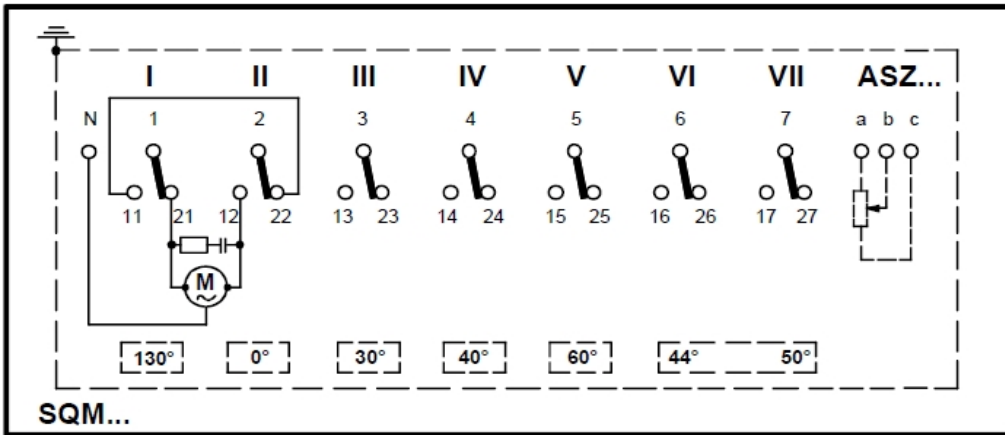 I II III IV V VI VII ASZ...
N 1 2 3 4 5 6 7 a b c
11 21 12 22 13 23 14 24 15 25 16 26 17 27
M
130° 0° 30° 40° 60° 44° 50°
SQM...